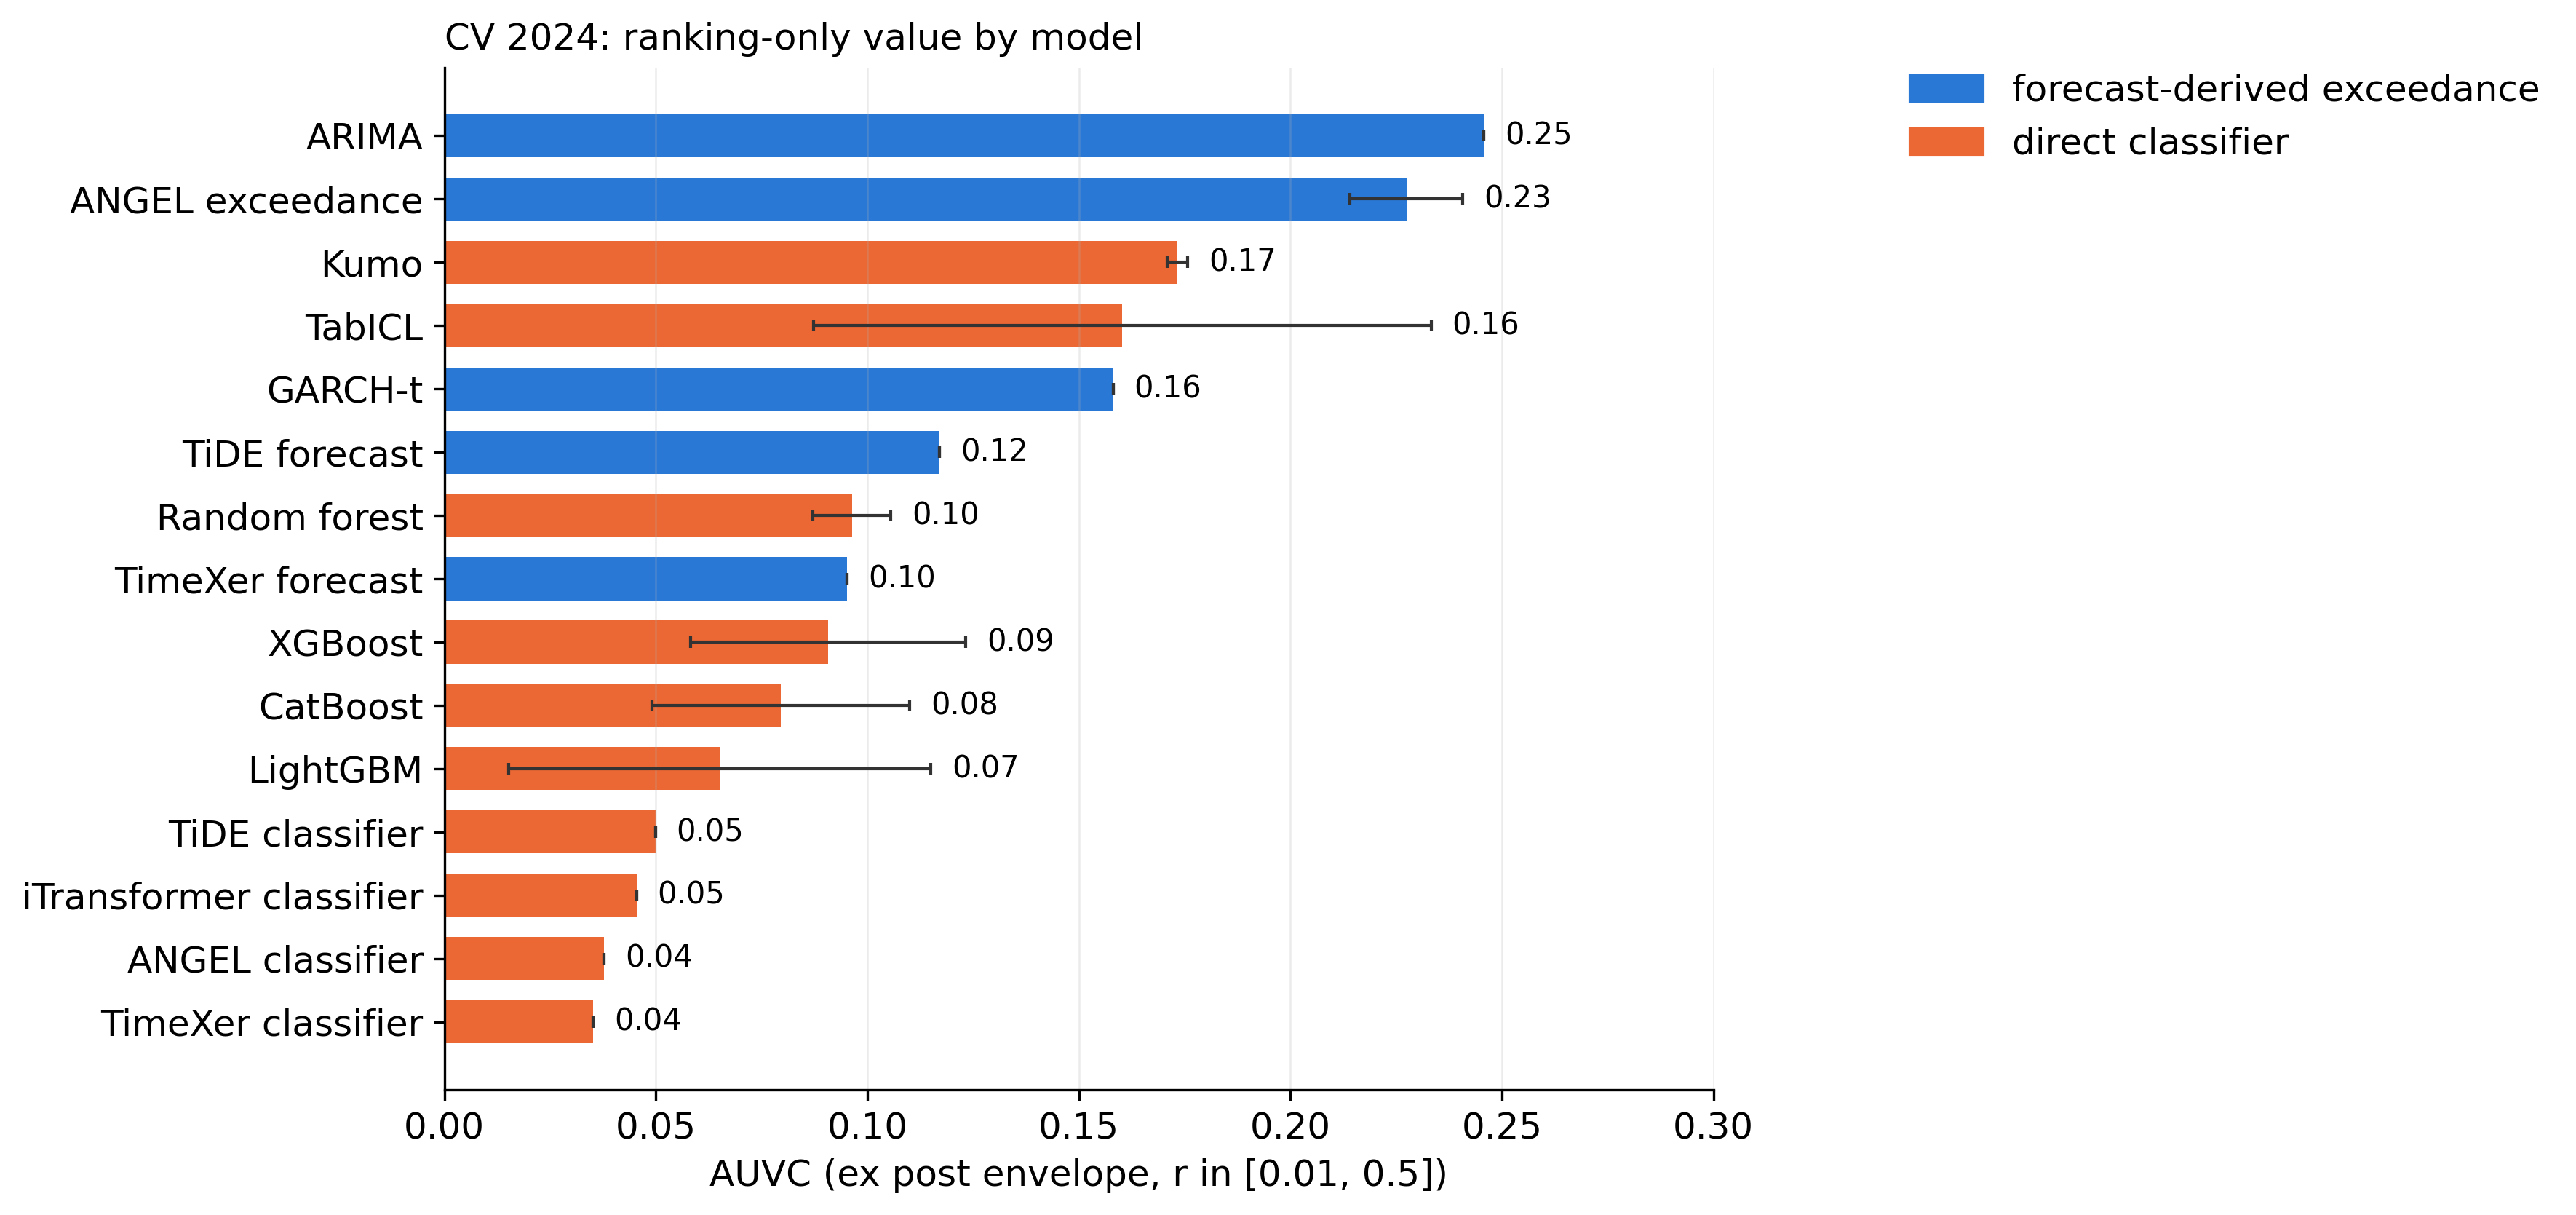 CV 2024: ranking-only value by model
forecast-derived exceedance
direct classifier
ARIMA 0.25
ANGEL exceedance 0.23
Kumo 0.17
TabICL 0.16
GARCH-t 0.16
TiDE forecast 0.12
Random forest 0.10
TimeXer forecast 0.10
XGBoost 0.09
CatBoost 0.08
LightGBM 0.07
TiDE classifier 0.05
iTransformer classifier 0.05
ANGEL classifier 0.04
TimeXer classifier 0.04
0.00 0.05 0.10 0.15 0.20 0.25 0.30
AUVC (ex post envelope, r in [0.01, 0.5])